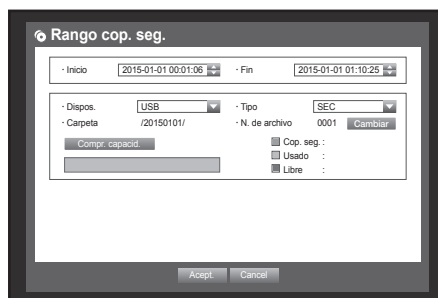 Rango cop. seg.
· Inicio 2015-01-01 00:01:06 · Fin 2015-01-01 01:10:25
· Dispos. USB · Tipo SEC
· Carpeta /20150101/ · N. de archivo 0001 Cambiar
Compr. capacid. Cop. seg. :
Usado :
Libre :
Acept. Cancel